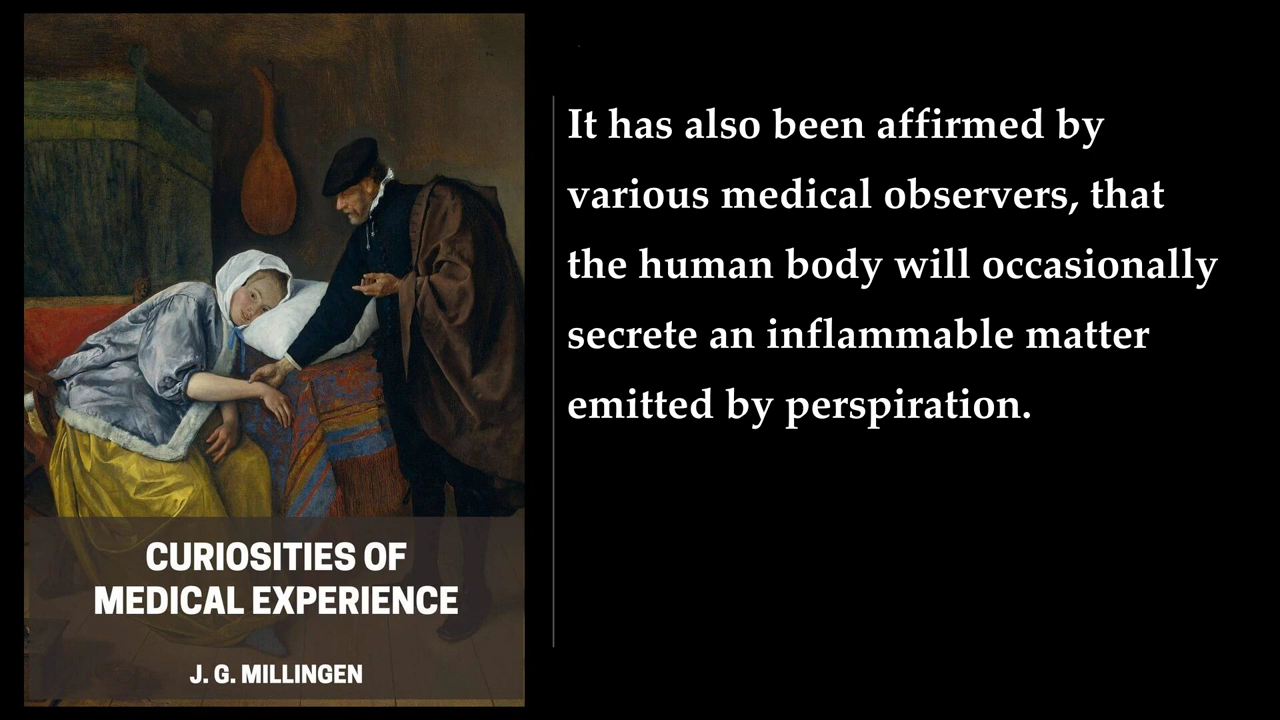 It has also been affirmed by
various medical observers, that
the human body will occasionally
secrete an inflammable matter
emitted by perspiration.
CURIOSITIES OF
MEDICAL EXPERIENCE
J. G. MILLINGEN